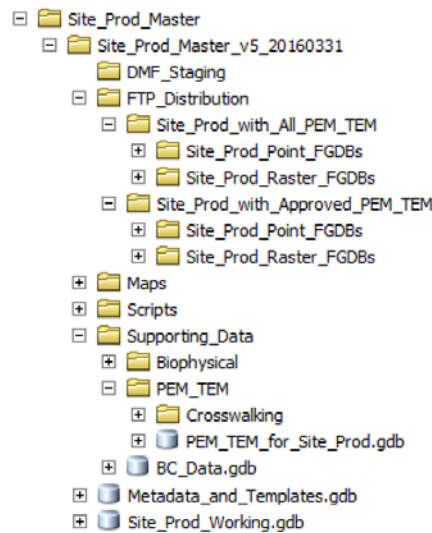 Site_Prod_Master
Site_Prod_Master_v5_20160331
DMF_Staging
FTP_Distribution
Site_Prod_with_All_PEM_TEM
Site_Prod_Point_FGDBs
Site_Prod_Raster_FGDBs
Site_Prod_with_Approved_PEM_TEM
Site_Prod_Point_FGDBs
Site_Prod_Raster_FGDBs
Maps
Scripts
Supporting_Data
Biophysical
PEM_TEM
Crosswalking
PEM_TEM_for_Site_Prod.gdb
BC_Data.gdb
Metadata_and_Templates.gdb
Site_Prod_Working.gdb